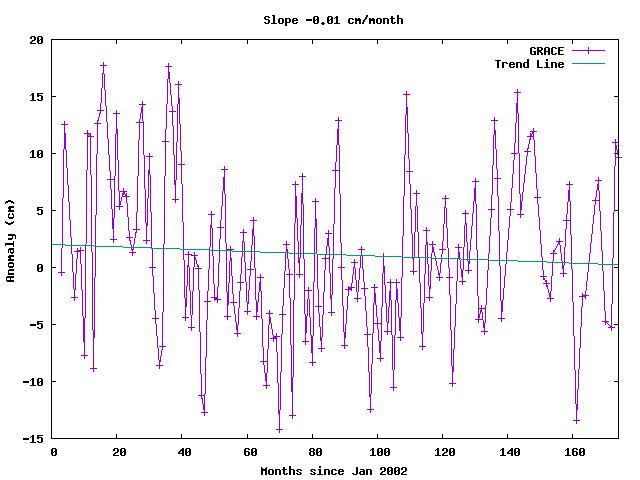 Slope -0.01 cm/month
GRACE
Trend Line
20
15
10
5
0
-5
-10
-15
Anomaly (cm)
0 20 40 60 80 100 120 140 160
Months since Jan 2002